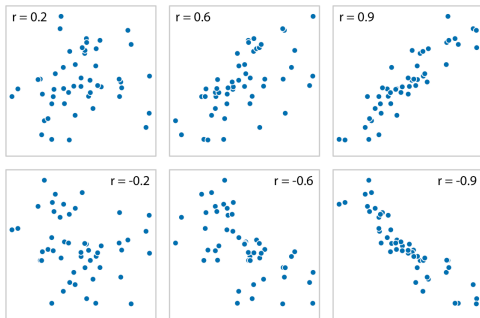 r = 0.2
r = 0.6
r = 0.9
r = -0.2
r = -0.6
r = -0.9